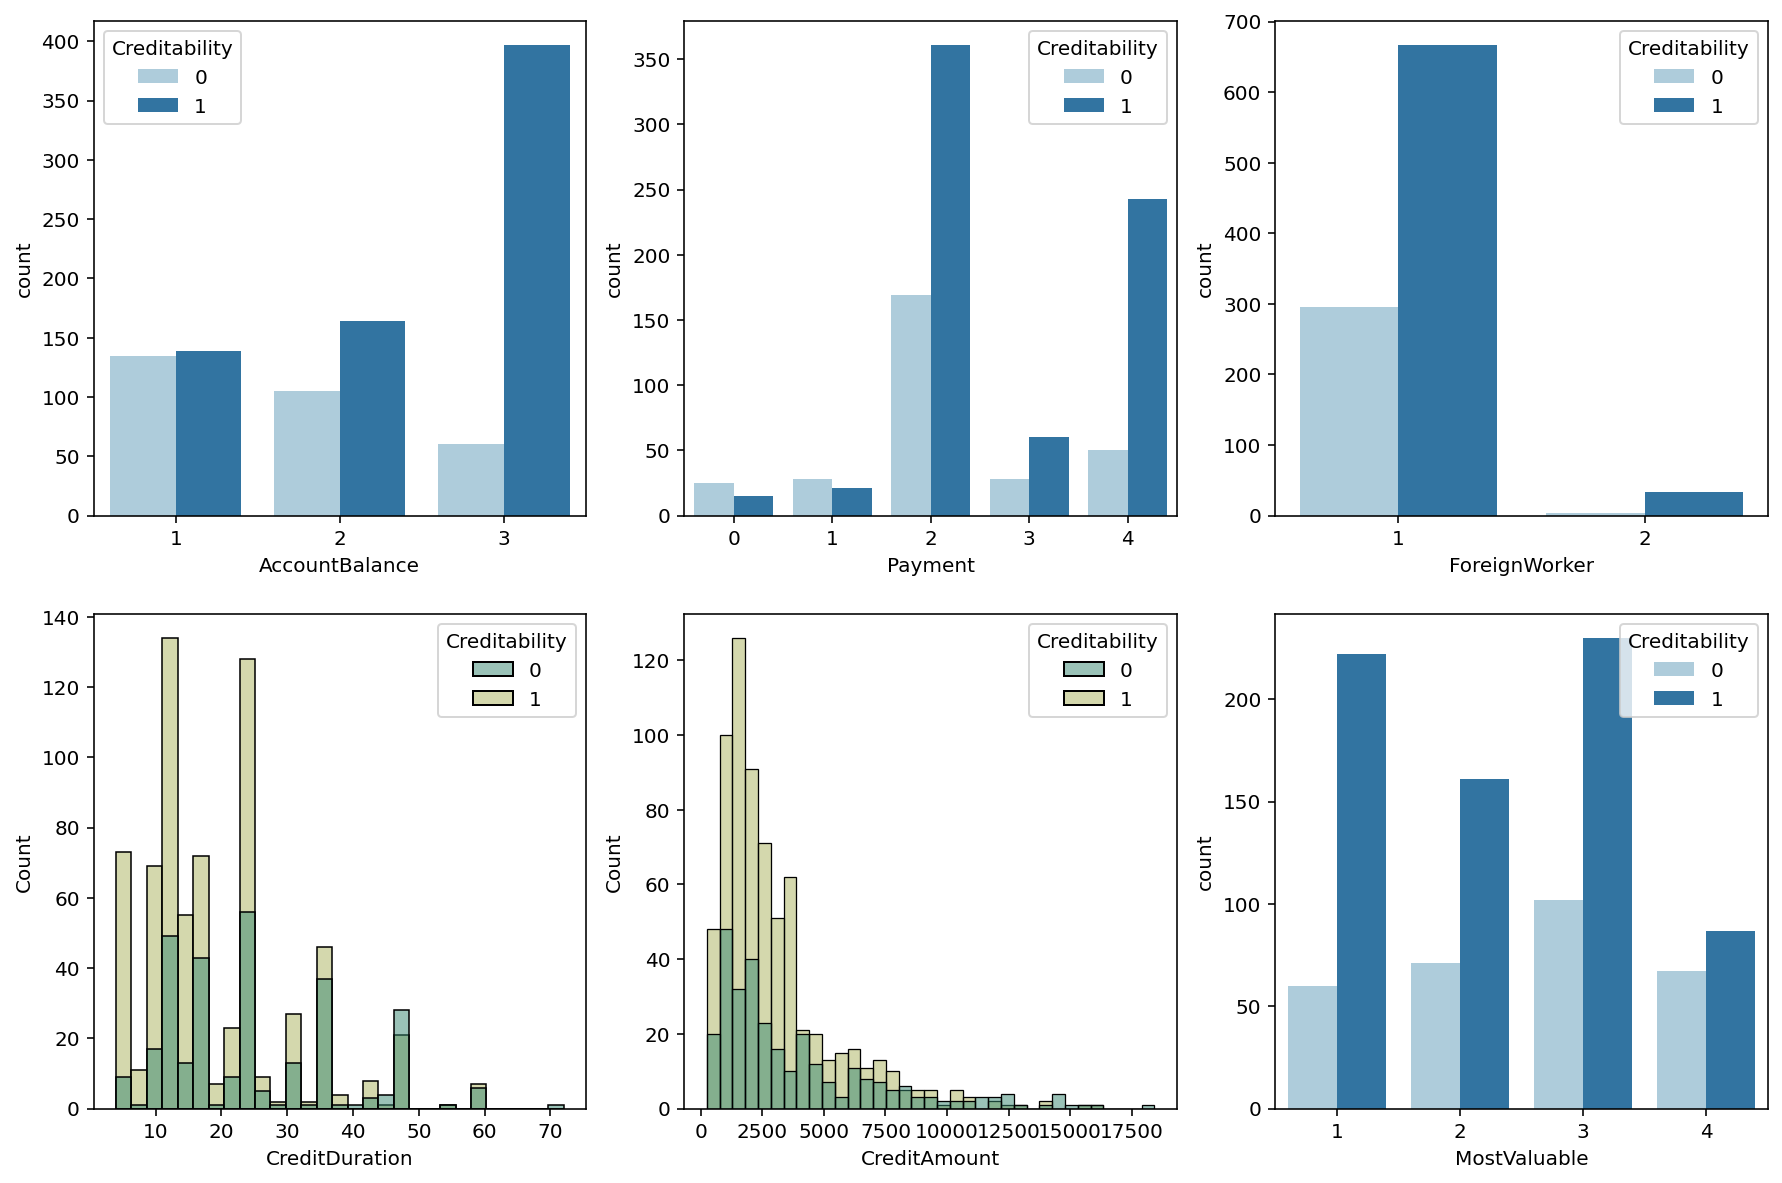 Creditability
0
1
400
350
300
250
200
150
100
50
0
count
1 2 3
AccountBalance
Creditability
0
1
350
300
250
200
150
100
50
0
count
0 1 2 3 4
Payment
Creditability
0
1
700
600
500
400
300
200
100
0
count
1 2
ForeignWorker
Creditability
0
1
140
120
100
80
60
40
20
0
Count
10 20 30 40 50 60 70
CreditDuration
Creditability
0
1
120
100
80
60
40
20
0
Count
0 2500 5000 7500 10000 12500 15000 17500
CreditAmount
Creditability
0
1
200
150
100
50
0
count
1 2 3 4
MostValuable